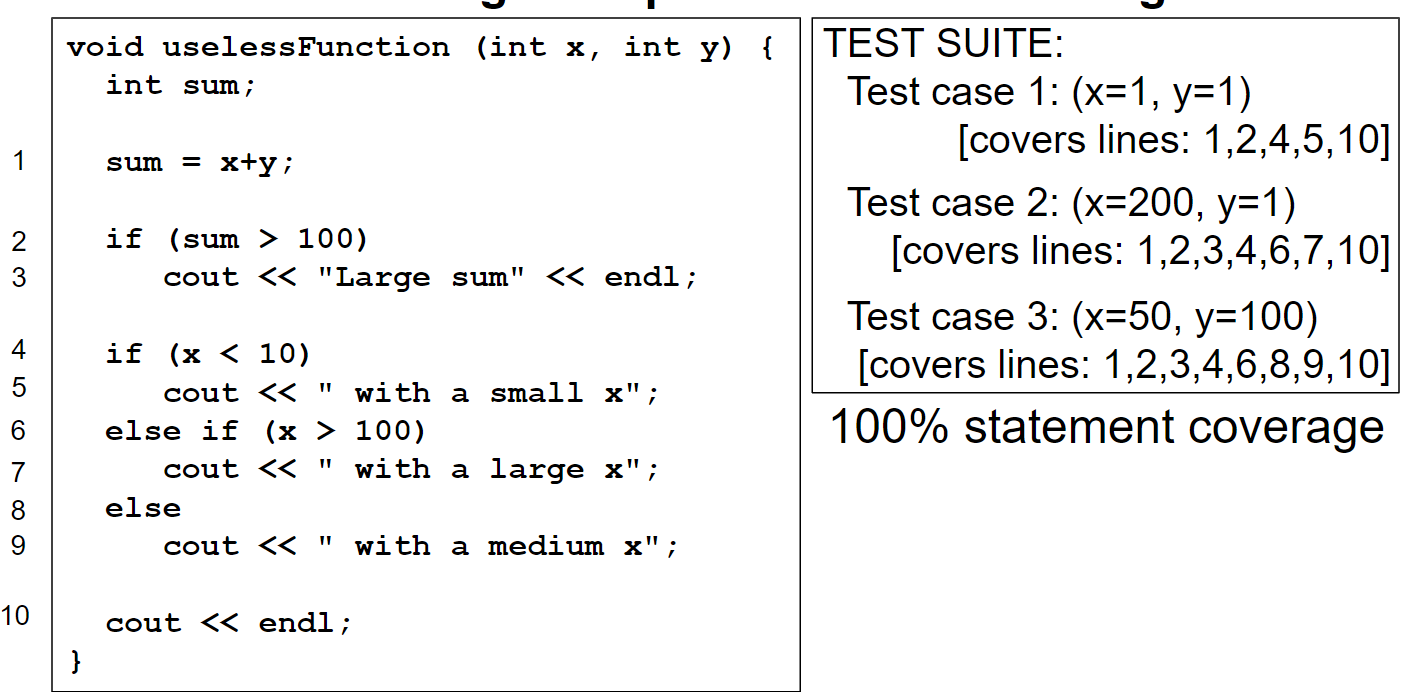 void uselessFunction (int x, int y) {
int sum;
1 sum = x+y;
2 if (sum > 100)
3 cout << "Large sum" << endl;
4 if (x < 10)
5 cout << " with a small x";
6 else if (x > 100)
7 cout << " with a large x";
8 else
9 cout << " with a medium x";
10 cout << endl;
}
TEST SUITE:
Test case 1: (x=1, y=1)
[covers lines: 1,2,4,5,10]
Test case 2: (x=200, y=1)
[covers lines: 1,2,3,4,6,7,10]
Test case 3: (x=50, y=100)
[covers lines: 1,2,3,4,6,8,9,10]
100% statement coverage